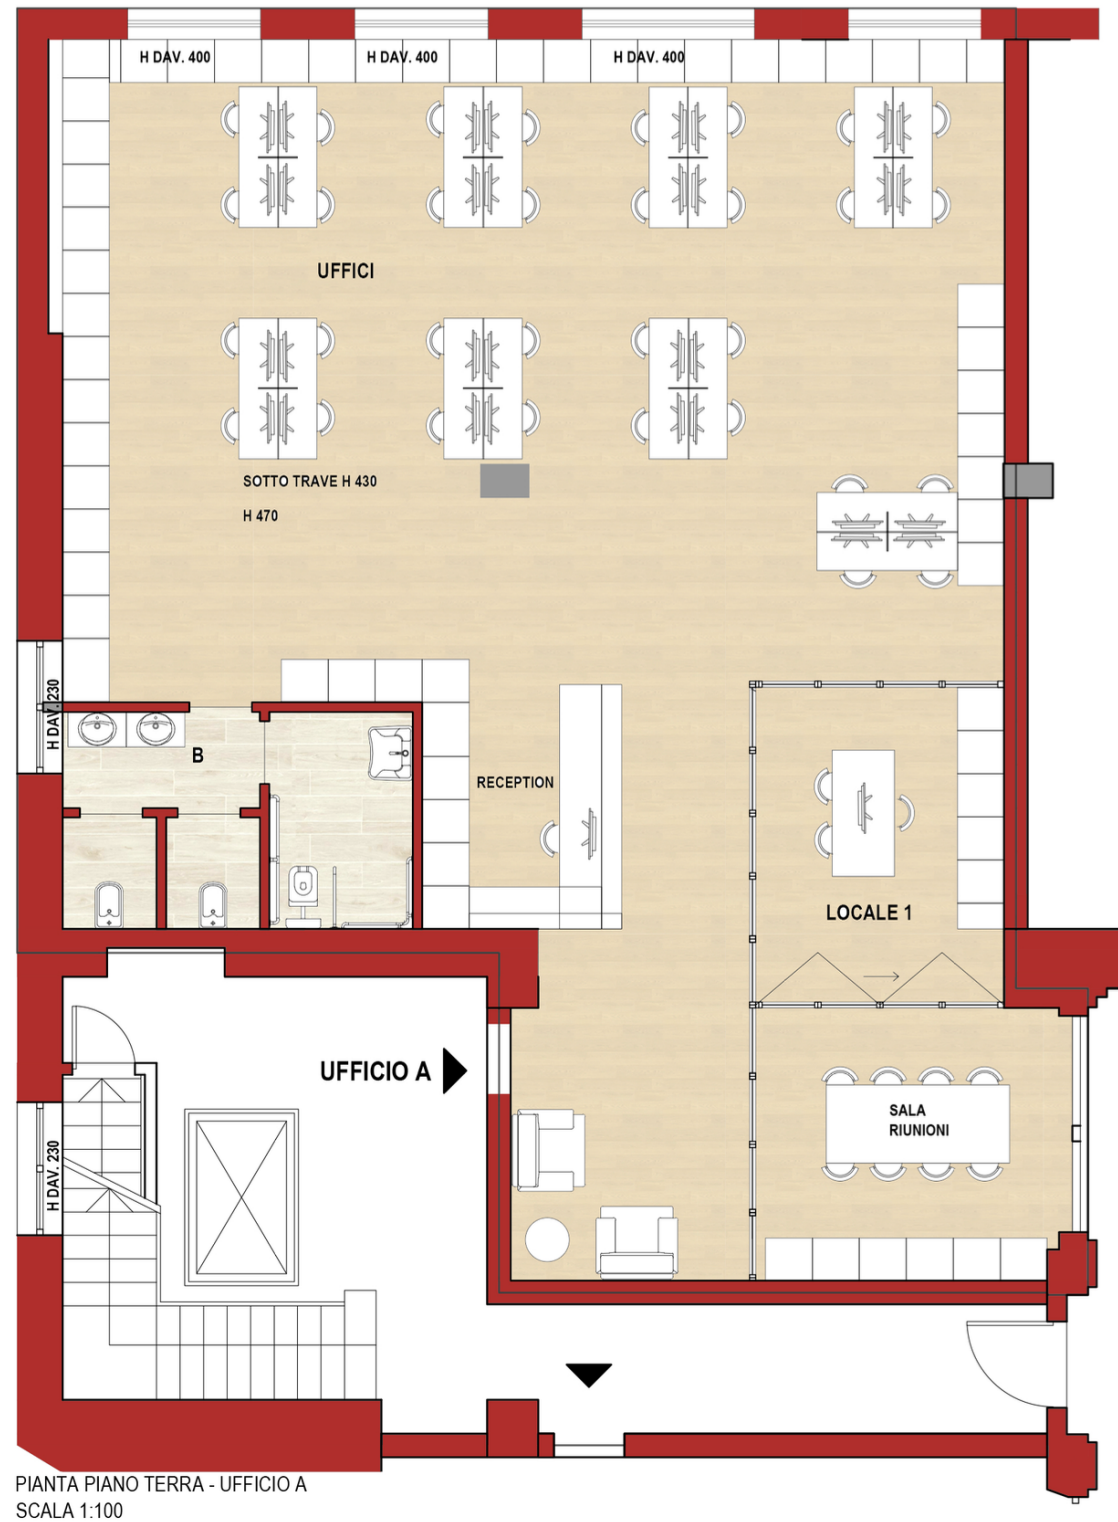 H DAV. 400
H DAV. 400
H DAV. 400
UFFICI
SOTTO TRAVE H 430
H 470
H DAV. 230
B
RECEPTION
LOCALE 1
UFFICIO A
SALA
RIUNIONI
H DAV. 230
PIANTA PIANO TERRA - UFFICIO A
SCALA 1:100